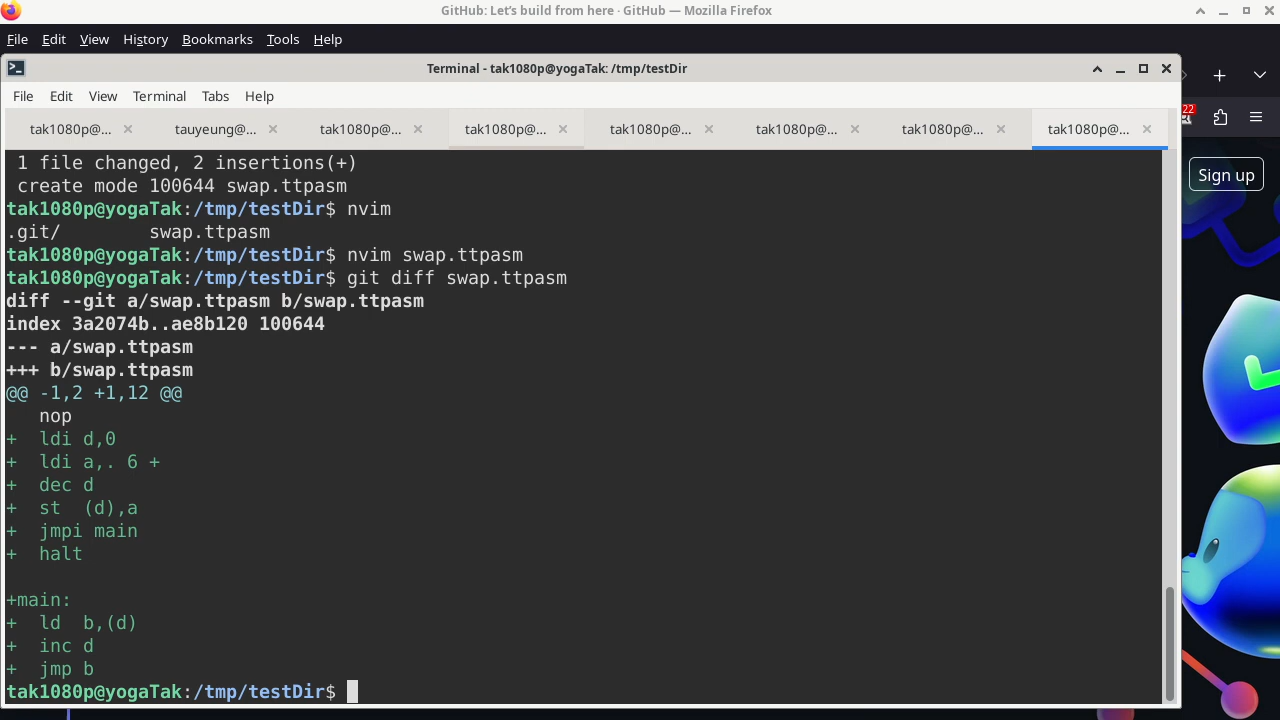 GitHub: Let's build from here · GitHub — Mozilla Firefox
File Edit View History Bookmarks Tools Help
Terminal - tak1080p@yogaTak: /tmp/testDir
File Edit View Terminal Tabs Help
tak1080p@... tauyeung@... tak1080p@... tak1080p@... tak1080p@... tak1080p@... tak1080p@... tak1080p@...
22
Sign up
 1 file changed, 2 insertions(+)
 create mode 100644 swap.ttpasm
tak1080p@yogaTak:/tmp/testDir$ nvim
.git/        swap.ttpasm
tak1080p@yogaTak:/tmp/testDir$ nvim swap.ttpasm
tak1080p@yogaTak:/tmp/testDir$ git diff swap.ttpasm
diff --git a/swap.ttpasm b/swap.ttpasm
index 3a2074b..ae8b120 100644
--- a/swap.ttpasm
+++ b/swap.ttpasm
@@ -1,2 +1,12 @@
   nop
+  ldi d,0
+  ldi a,. 6 +
+  dec d
+  st  (d),a
+  jmpi main
+  halt
+main:
+  ld  b,(d)
+  inc d
+  jmp b
tak1080p@yogaTak:/tmp/testDir$